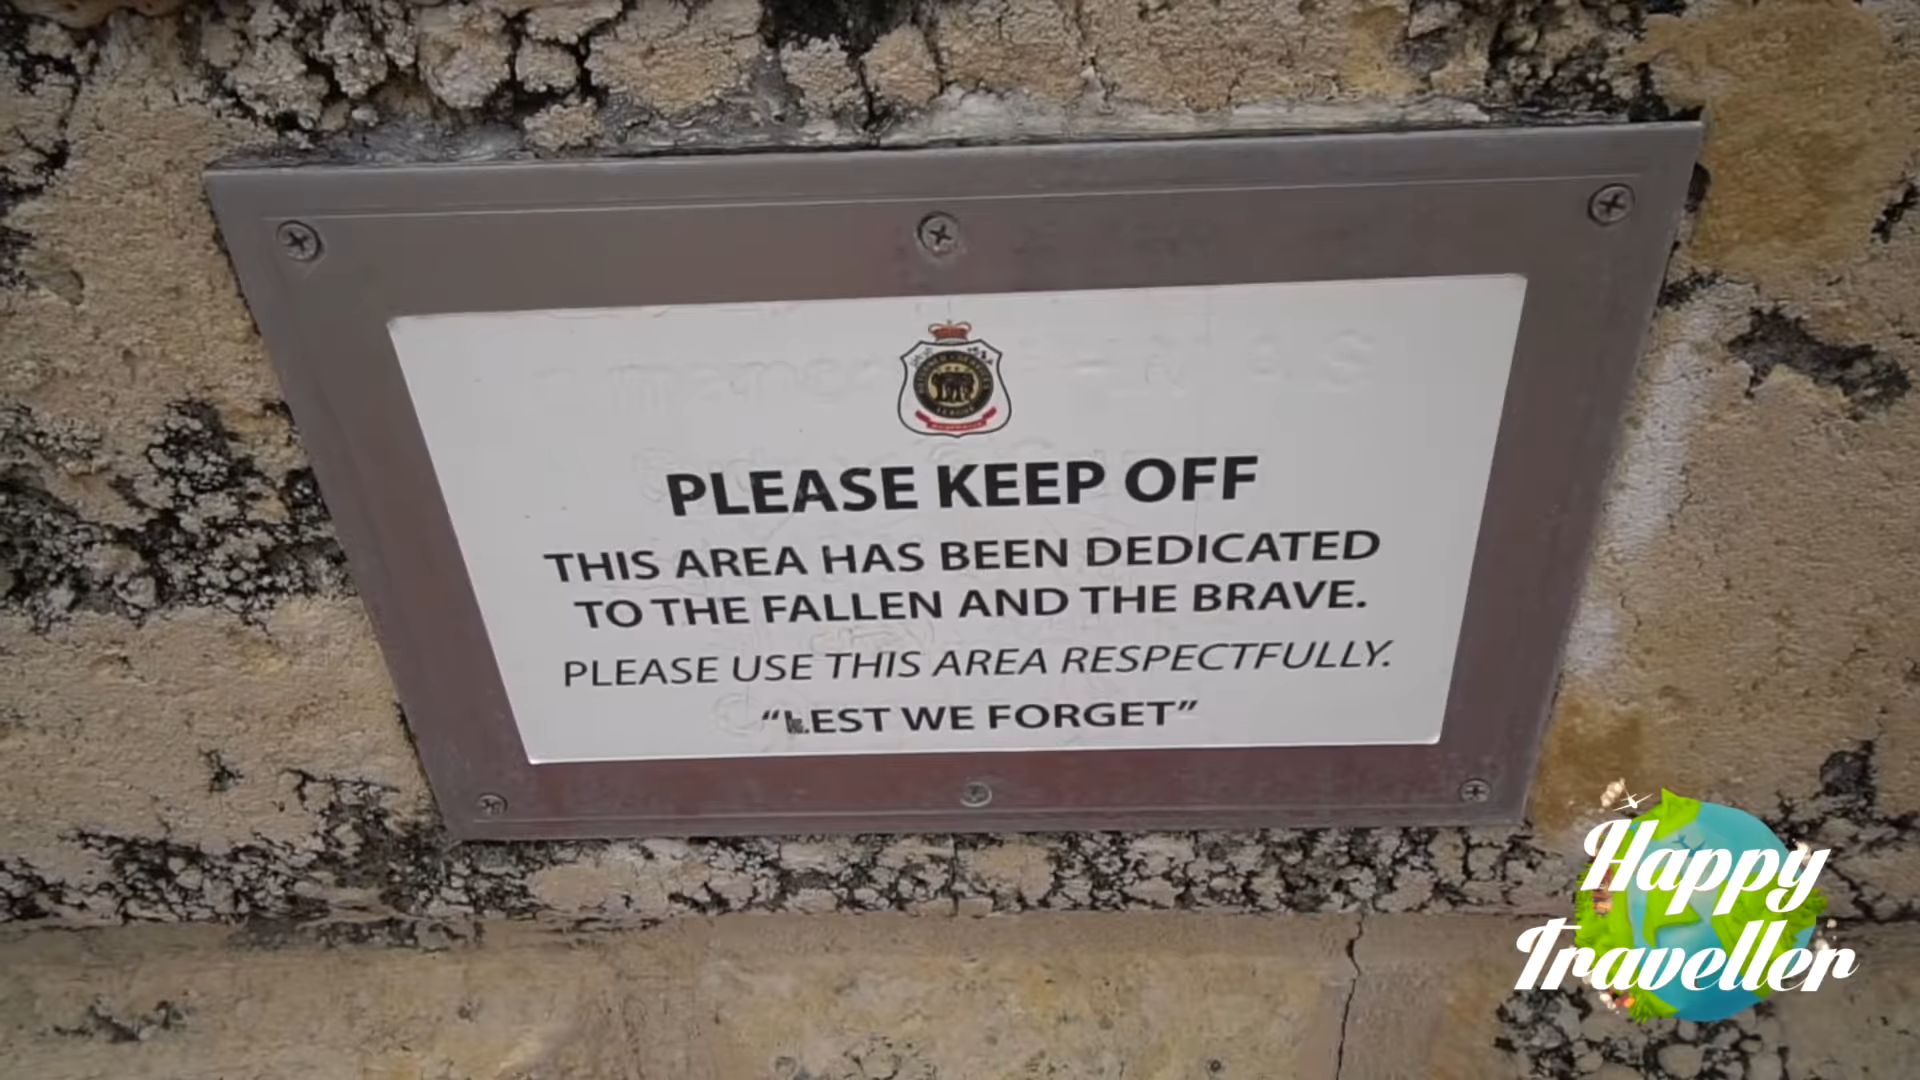 PLEASE KEEP OFF
THIS AREA HAS BEEN DEDICATED
TO THE FALLEN AND THE BRAVE.
PLEASE USE THIS AREA RESPECTFULLY.
“LEST WE FORGET”
Happy
Traveller